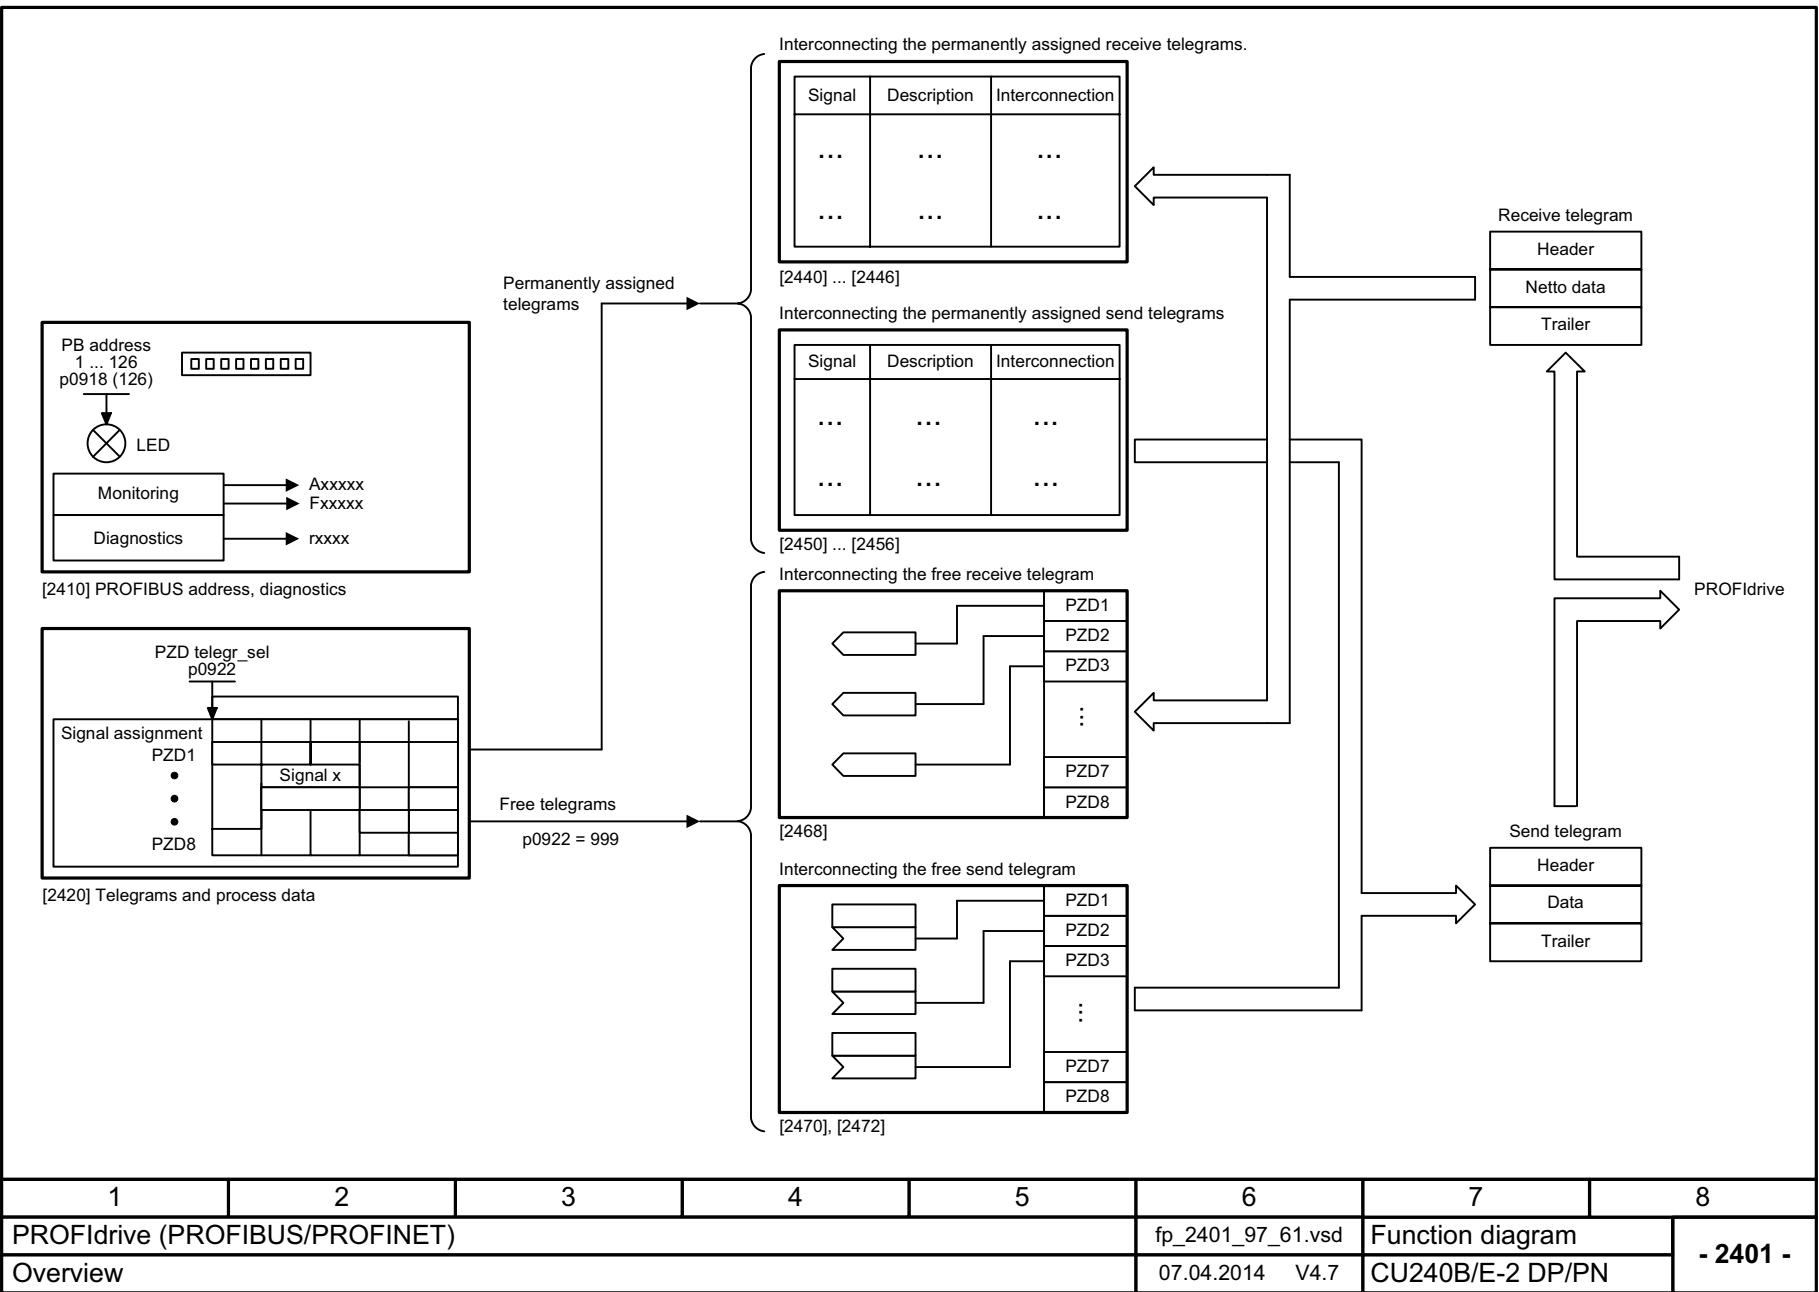 Interconnecting the permanently assigned receive telegrams.
Signal Description Interconnection
... ... ...
... ... ...
[2440] ... [2446]
Permanently assigned
telegrams
Interconnecting the permanently assigned send telegrams
Signal Description Interconnection
... ... ...
... ... ...
[2450] ... [2456]
PB address
1 ... 126
p0918 (126)
LED
Monitoring
Axxxxx
Fxxxxx
Diagnostics
rxxxx
[2410] PROFIBUS address, diagnostics
PZD telegr_sel
p0922
Signal assignment
PZD1
Signal x
PZD8
[2420] Telegrams and process data
Free telegrams
p0922 = 999
Interconnecting the free receive telegram
PZD1
PZD2
PZD3
...
PZD7
PZD8
[2468]
Interconnecting the free send telegram
PZD1
PZD2
PZD3
...
PZD7
PZD8
[2470], [2472]
Receive telegram
Header
Netto data
Trailer
PROFIdrive
Send telegram
Header
Data
Trailer
1 2 3 4 5 6 7 8
PROFIdrive (PROFIBUS/PROFINET)
fp_2401_97_61.vsd
Function diagram
- 2401 -
Overview
07.04.2014 V4.7
CU240B/E-2 DP/PN